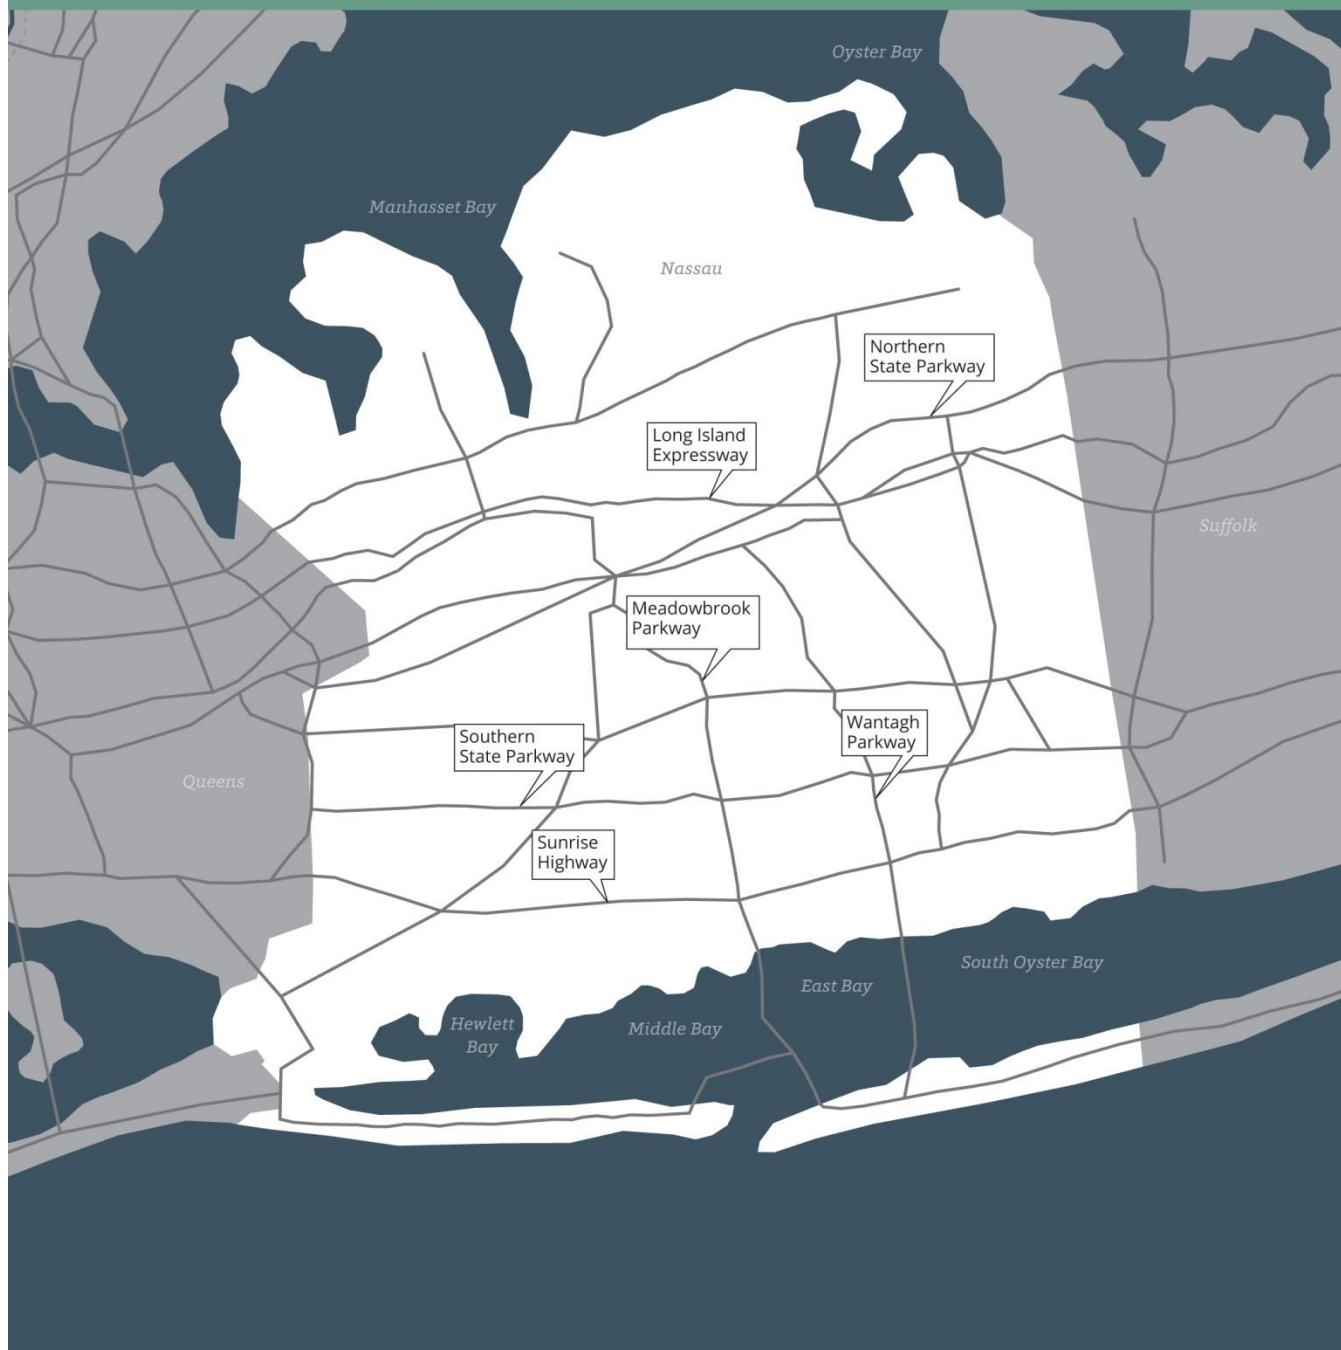 Oyster Bay
Manhasset Bay
Nassau
Northern
State Parkway
Long Island
Expressway
Suffolk
Meadowbrook
Parkway
Wantagh
Parkway
Southern
State Parkway
Queens
Sunrise
Highway
South Oyster Bay
East Bay
Hewlett
Bay
Middle Bay